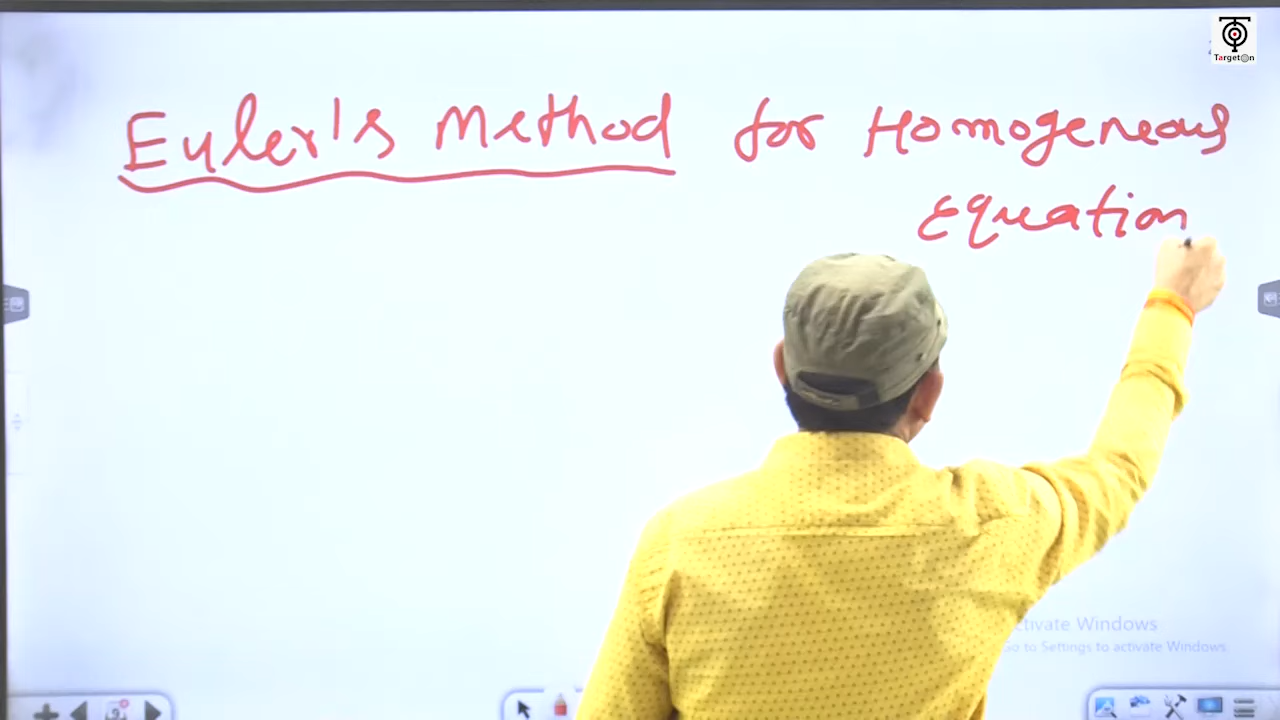 TargetOn
Euler's Method for Homogeneous
Equation
Activate Windows
Go to Settings to activate Windows.